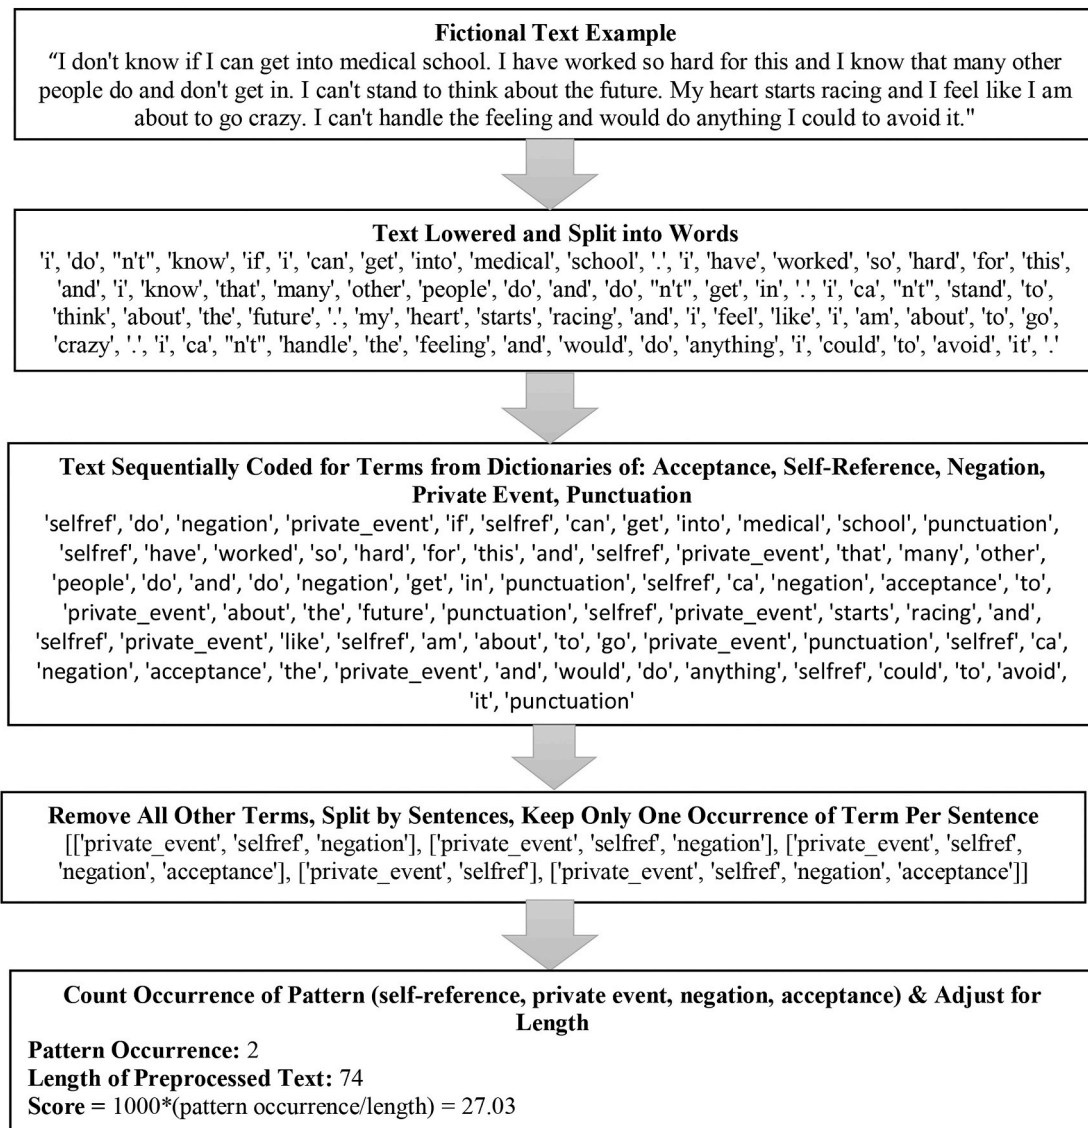 Fictional Text Example
“I don't know if I can get into medical school. I have worked so hard for this and I know that many other
people do and don't get in. I can't stand to think about the future. My heart starts racing and I feel like I am
about to go crazy. I can't handle the feeling and would do anything I could to avoid it."
Text Lowered and Split into Words
'i', 'do', "n't", 'know', 'if', 'i', 'can', 'get', 'into', 'medical', 'school', '.', 'i', 'have', 'worked', 'so', 'hard', 'for', 'this',
'and', 'i', 'know', 'that', 'many', 'other', 'people', 'do', 'and', 'do', "n't", 'get', 'in', '.', 'i', 'ca', "n't", 'stand', 'to',
'think', 'about', 'the', 'future', '.', 'my', 'heart', 'starts', 'racing', 'and', 'i', 'feel', 'like', 'i', 'am', 'about', 'to', 'go',
'crazy', '.', 'i', 'ca', "n't", 'handle', 'the', 'feeling', 'and', 'would', 'do', 'anything', 'i', 'could', 'to', 'avoid', 'it', '.'
Text Sequentially Coded for Terms from Dictionaries of: Acceptance, Self-Reference, Negation,
Private Event, Punctuation
'selfref', 'do', 'negation', 'private_event', 'if', 'selfref', 'can', 'get', 'into', 'medical', 'school', 'punctuation',
'selfref', 'have', 'worked', 'so', 'hard', 'for', 'this', 'and', 'selfref', 'private_event', 'that', 'many', 'other',
'people', 'do', 'and', 'do', 'negation', 'get', 'in', 'punctuation', 'selfref', 'ca', 'negation', 'acceptance', 'to',
'private_event', 'about', 'the', 'future', 'punctuation', 'selfref', 'private_event', 'starts', 'racing', 'and',
'selfref', 'private_event', 'like', 'selfref', 'am', 'about', 'to', 'go', 'private_event', 'punctuation', 'selfref', 'ca',
'negation', 'acceptance', 'the', 'private_event', 'and', 'would', 'do', 'anything', 'selfref', 'could', 'to', 'avoid',
'it', 'punctuation'
Remove All Other Terms, Split by Sentences, Keep Only One Occurrence of Term Per Sentence
[['private_event', 'selfref', 'negation'], ['private_event', 'selfref', 'negation'], ['private_event', 'selfref',
'negation', 'acceptance'], ['private_event', 'selfref'], ['private_event', 'selfref', 'negation', 'acceptance']]
Count Occurrence of Pattern (self-reference, private event, negation, acceptance) & Adjust for
Length
Pattern Occurrence: 2
Length of Preprocessed Text: 74
Score = 1000*(pattern occurrence/length) = 27.03